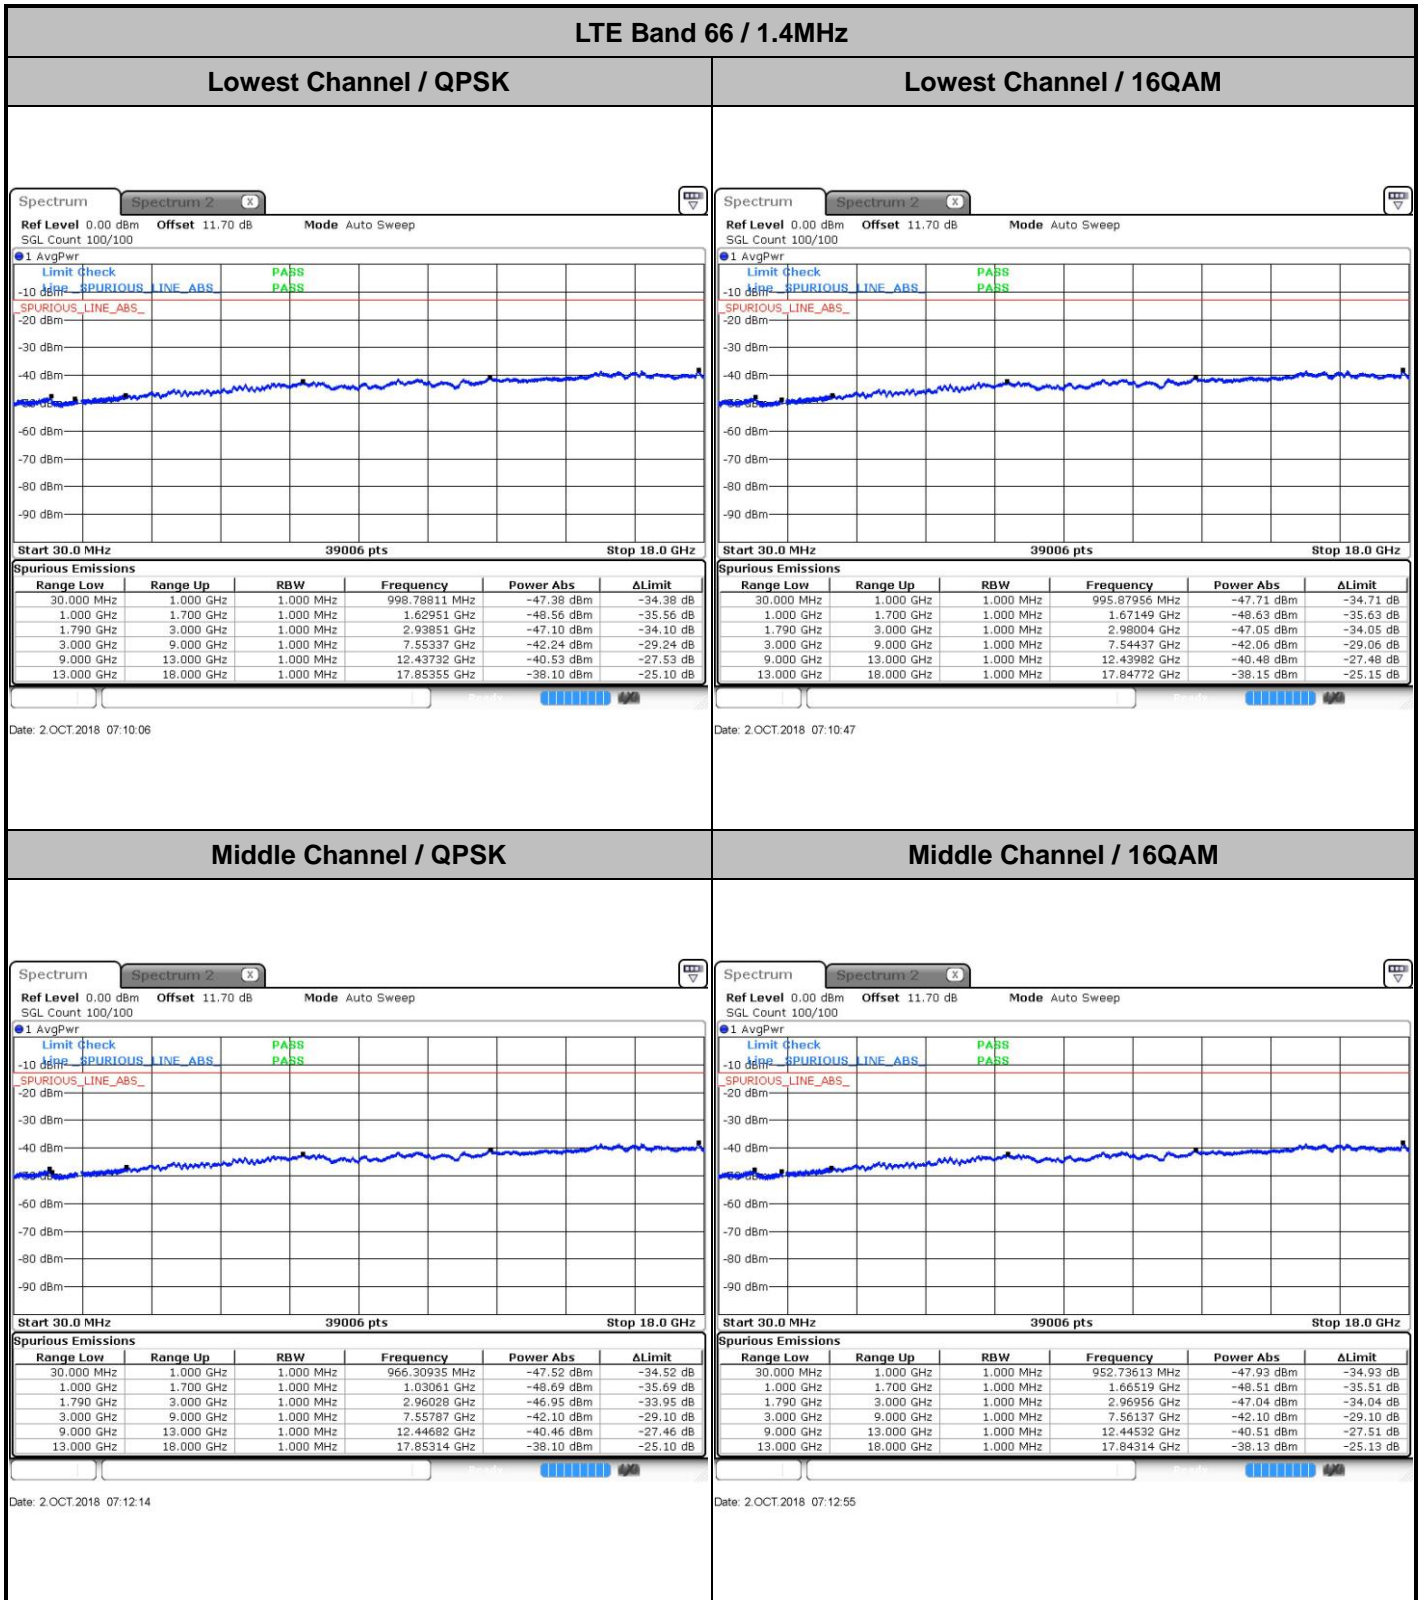 LTE Band 66 / 1.4MHz
Lowest Channel / QPSK
Lowest Channel / 16QAM
Spectrum
Spectrum 2
X
Ref Level 0.00 dBm Offset 11.70 dB Mode Auto Sweep
SGL Count 100/100
1 AvgPwr
Limit Check PASS
Line _SPURIOUS_LINE_ABS_ PASS
-10 dBm
_SPURIOUS_LINE_ABS_
-20 dBm
-30 dBm
-40 dBm
-60 dBm
-70 dBm
-80 dBm
-90 dBm
Start 30.0 MHz 39006 pts Stop 18.0 GHz
Spurious Emissions
Range Low Range Up RBW Frequency Power Abs ΔLimit
30.000 MHz 1.000 GHz 1.000 MHz 998.78811 MHz -47.38 dBm -34.38 dB
1.000 GHz 1.700 GHz 1.000 MHz 1.62951 GHz -48.56 dBm -35.56 dB
1.790 GHz 3.000 GHz 1.000 MHz 2.93851 GHz -47.10 dBm -34.10 dB
3.000 GHz 9.000 GHz 1.000 MHz 7.55337 GHz -42.24 dBm -29.24 dB
9.000 GHz 13.000 GHz 1.000 MHz 12.43732 GHz -40.53 dBm -27.53 dB
13.000 GHz 18.000 GHz 1.000 MHz 17.85355 GHz -38.10 dBm -25.10 dB
Date: 2.OCT.2018 07:10:06
Spectrum
Spectrum 2
X
Ref Level 0.00 dBm Offset 11.70 dB Mode Auto Sweep
SGL Count 100/100
1 AvgPwr
Limit Check PASS
Line _SPURIOUS_LINE_ABS_ PASS
-10 dBm
_SPURIOUS_LINE_ABS_
-20 dBm
-30 dBm
-40 dBm
-60 dBm
-70 dBm
-80 dBm
-90 dBm
Start 30.0 MHz 39006 pts Stop 18.0 GHz
Spurious Emissions
Range Low Range Up RBW Frequency Power Abs ΔLimit
30.000 MHz 1.000 GHz 1.000 MHz 995.87956 MHz -47.71 dBm -34.71 dB
1.000 GHz 1.700 GHz 1.000 MHz 1.67149 GHz -48.63 dBm -35.63 dB
1.790 GHz 3.000 GHz 1.000 MHz 2.98004 GHz -47.05 dBm -34.05 dB
3.000 GHz 9.000 GHz 1.000 MHz 7.54437 GHz -42.06 dBm -29.06 dB
9.000 GHz 13.000 GHz 1.000 MHz 12.43982 GHz -40.48 dBm -27.48 dB
13.000 GHz 18.000 GHz 1.000 MHz 17.84772 GHz -38.15 dBm -25.15 dB
Date: 2.OCT.2018 07:10:47
Middle Channel / QPSK
Middle Channel / 16QAM
Spectrum
Spectrum 2
X
Ref Level 0.00 dBm Offset 11.70 dB Mode Auto Sweep
SGL Count 100/100
1 AvgPwr
Limit Check PASS
Line _SPURIOUS_LINE_ABS_ PASS
-10 dBm
_SPURIOUS_LINE_ABS_
-20 dBm
-30 dBm
-40 dBm
-60 dBm
-70 dBm
-80 dBm
-90 dBm
Start 30.0 MHz 39006 pts Stop 18.0 GHz
Spurious Emissions
Range Low Range Up RBW Frequency Power Abs ΔLimit
30.000 MHz 1.000 GHz 1.000 MHz 966.30935 MHz -47.52 dBm -34.52 dB
1.000 GHz 1.700 GHz 1.000 MHz 1.03061 GHz -48.69 dBm -35.69 dB
1.790 GHz 3.000 GHz 1.000 MHz 2.96028 GHz -46.95 dBm -33.95 dB
3.000 GHz 9.000 GHz 1.000 MHz 7.55787 GHz -42.10 dBm -29.10 dB
9.000 GHz 13.000 GHz 1.000 MHz 12.44682 GHz -40.46 dBm -27.46 dB
13.000 GHz 18.000 GHz 1.000 MHz 17.85314 GHz -38.10 dBm -25.10 dB
Date: 2.OCT.2018 07:12:14
Spectrum
Spectrum 2
X
Ref Level 0.00 dBm Offset 11.70 dB Mode Auto Sweep
SGL Count 100/100
1 AvgPwr
Limit Check PASS
Line _SPURIOUS_LINE_ABS_ PASS
-10 dBm
_SPURIOUS_LINE_ABS_
-20 dBm
-30 dBm
-40 dBm
-60 dBm
-70 dBm
-80 dBm
-90 dBm
Start 30.0 MHz 39006 pts Stop 18.0 GHz
Spurious Emissions
Range Low Range Up RBW Frequency Power Abs ΔLimit
30.000 MHz 1.000 GHz 1.000 MHz 952.73613 MHz -47.93 dBm -34.93 dB
1.000 GHz 1.700 GHz 1.000 MHz 1.66519 GHz -48.51 dBm -35.51 dB
1.790 GHz 3.000 GHz 1.000 MHz 2.96956 GHz -47.04 dBm -34.04 dB
3.000 GHz 9.000 GHz 1.000 MHz 7.56137 GHz -42.10 dBm -29.10 dB
9.000 GHz 13.000 GHz 1.000 MHz 12.44532 GHz -40.51 dBm -27.51 dB
13.000 GHz 18.000 GHz 1.000 MHz 17.84314 GHz -38.13 dBm -25.13 dB
Date: 2.OCT.2018 07:12:55